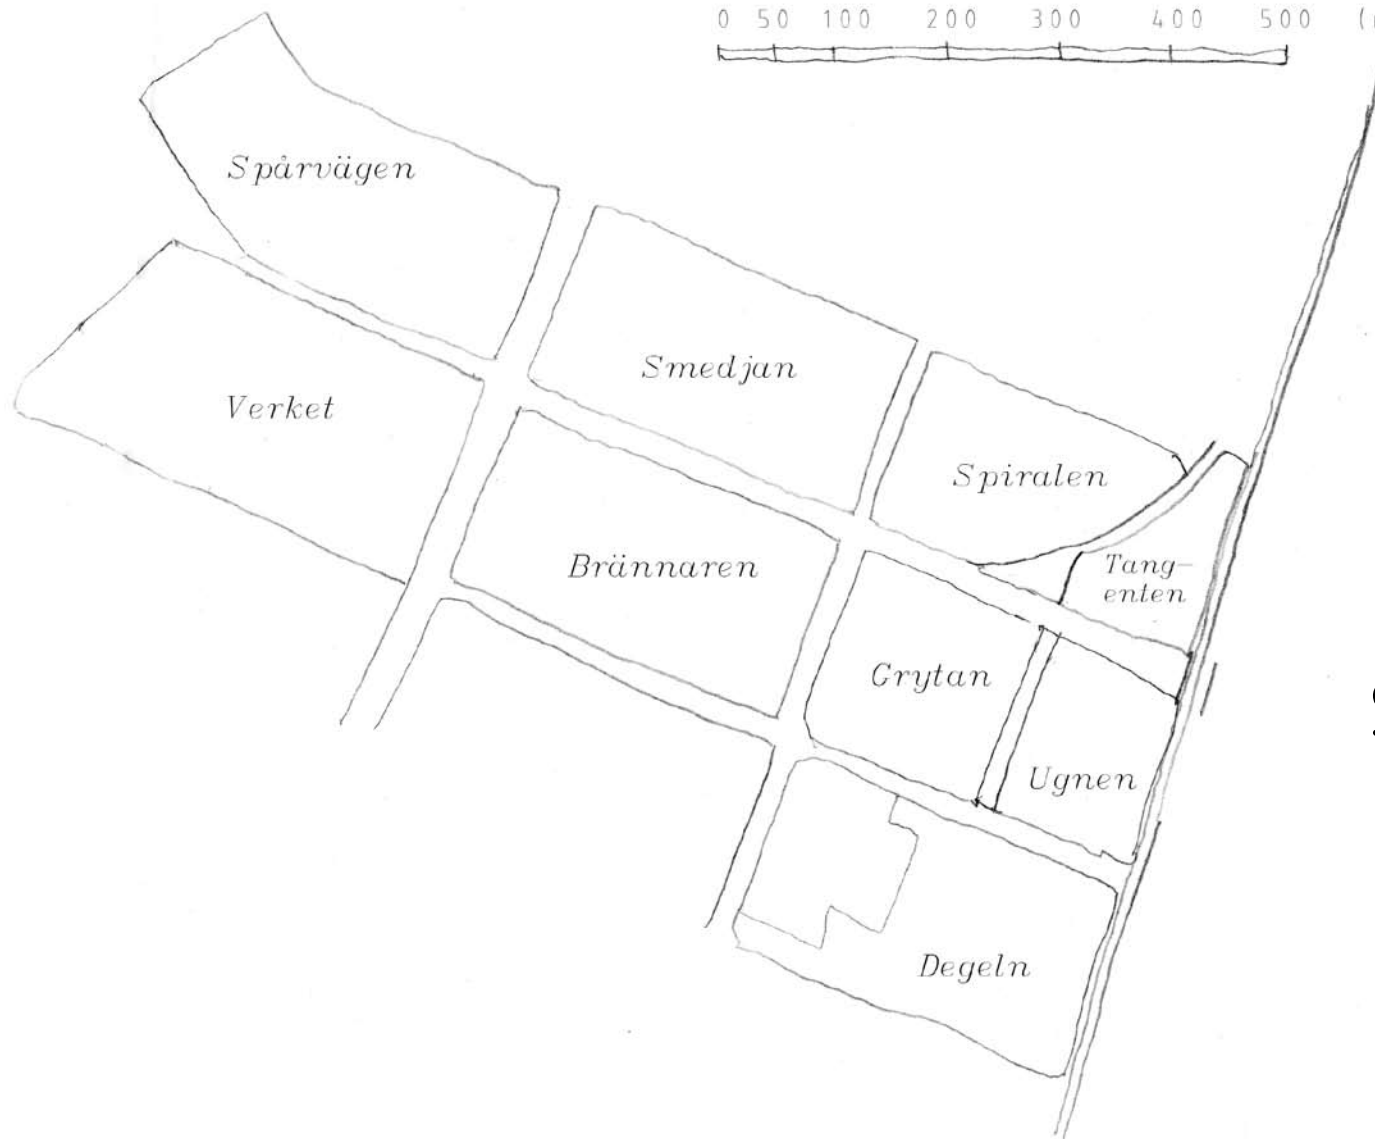 0 50 100 200 300 400 500
Spårvägen
Smedjan
Verket
Spiralen
Brännaren
Tang-
enten
Grytan
Ugnen
Degeln